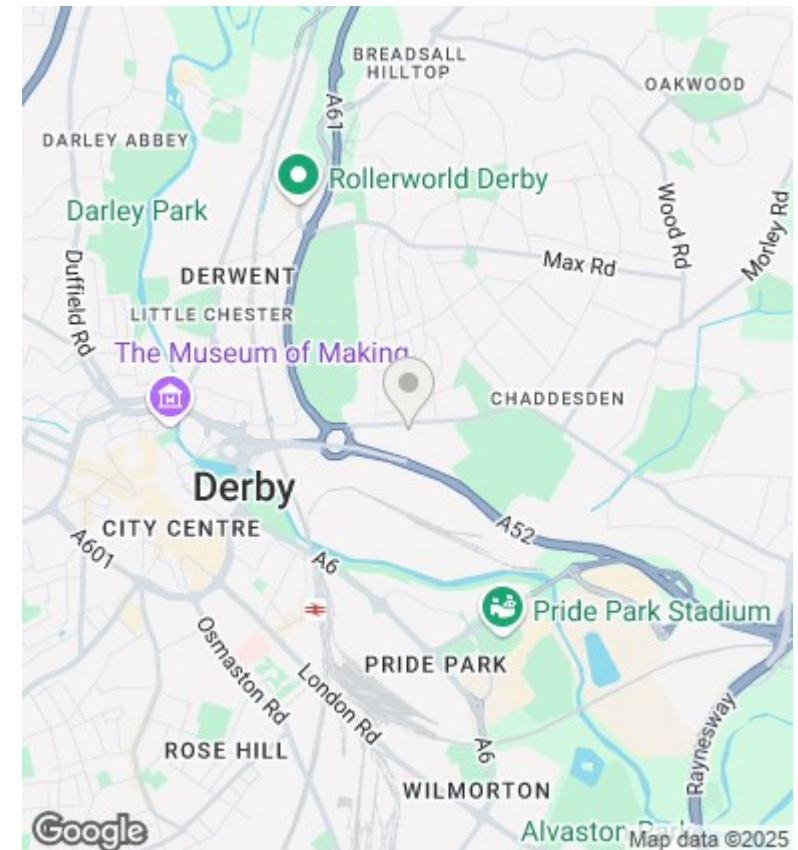 BREADSALL
HILLTOP
OAKWOOD
A61
DARLEY ABBEY
Rollerworld Derby
Darley Park
Wood Rd
Morley Rd
Max Rd
Duffield Rd
DERWENT
LITTLE CHESTER
The Museum of Making
CHADDESDEN
Derby
CITY CENTRE
A52
A601
A6
Pride Park Stadium
Osmaston Rd
London Rd
PRIDE PARK
Raynesway
A6
ROSE HILL
WILMORTON
Alvaston Park
Google
Map data ©2025